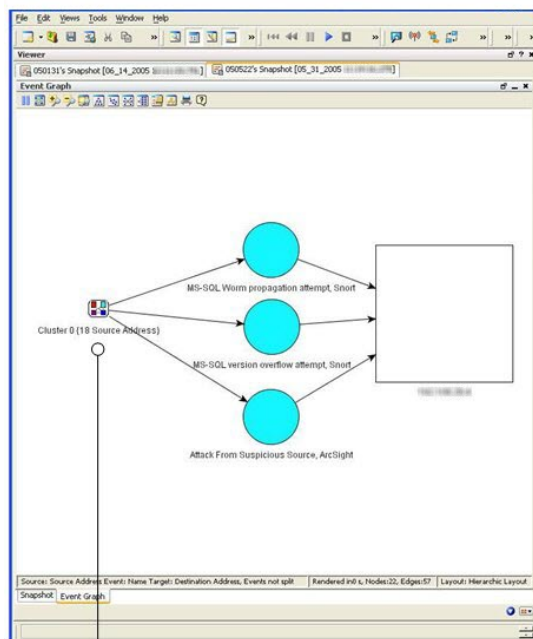 File Edit Views Tools Window Help
Viewer
050131's Snapshot [06_14_2005
050522's Snapshot [05_31_2005
Event Graph
MS-SQL Worm propagation attempt, Snort
Cluster 0 (18 Source Address)
MS-SQL version overflow attempt, Snort
Attack From Suspicious Source, ArcSight
Source: Source Address Event: Name Target: Destination Address, Events not split
Rendered in0 s, Nodes:22, Edges:57
Layout: Hierarchic Layout
Snapshot Event Graph